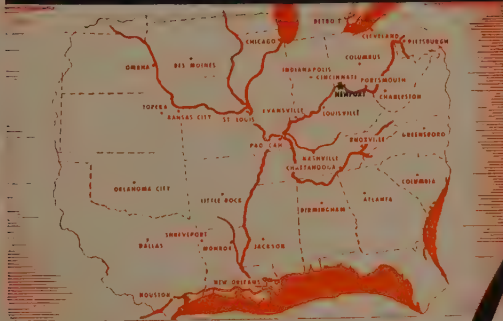 DETROIT
CHICAGO
CLEVELAND
PITTSBURGH
OMAHA
DES MOINES
COLUMBUS
INDIANAPOLIS
CINCINNATI
PORTSMOUTH
NEWPORT
CHARLESTON
TOPEKA
KANSAS CITY
ST LOUIS
EVANSVILLE
LOUISVILLE
PADUCAH
KNOXVILLE
GREENSBORO
NASHVILLE
CHATTANOOGA
OKLAHOMA CITY
LITTLE ROCK
COLUMBIA
BIRMINGHAM
ATLANTA
DALLAS
SHREVEPORT
MONROE
JACKSON
NEW ORLEANS
HOUSTON